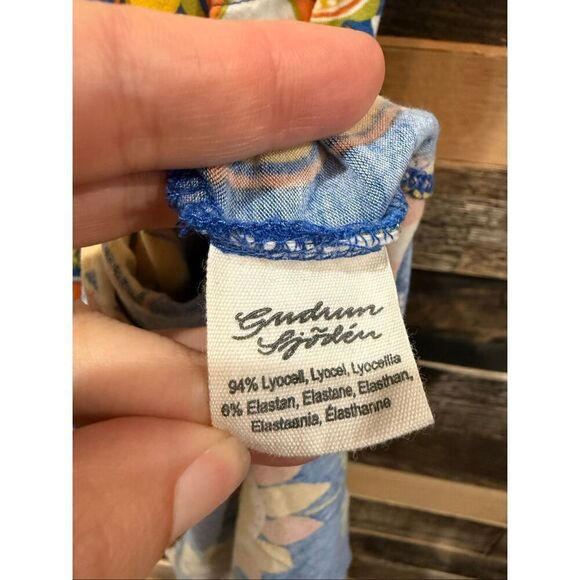 Gudrun
Sjödén
94% Lyocell, Lyocel, Lyocellia
6% Elastan, Elastane, Elasthan,
Elastaania, Élasthanne